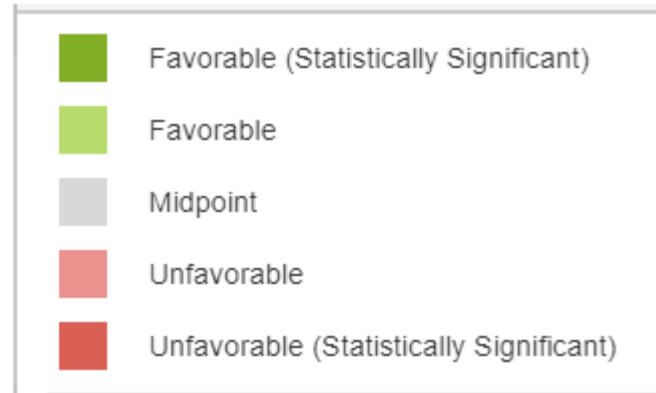 Favorable (Statistically Significant)
Favorable
Midpoint
Unfavorable
Unfavorable (Statistically Significant)